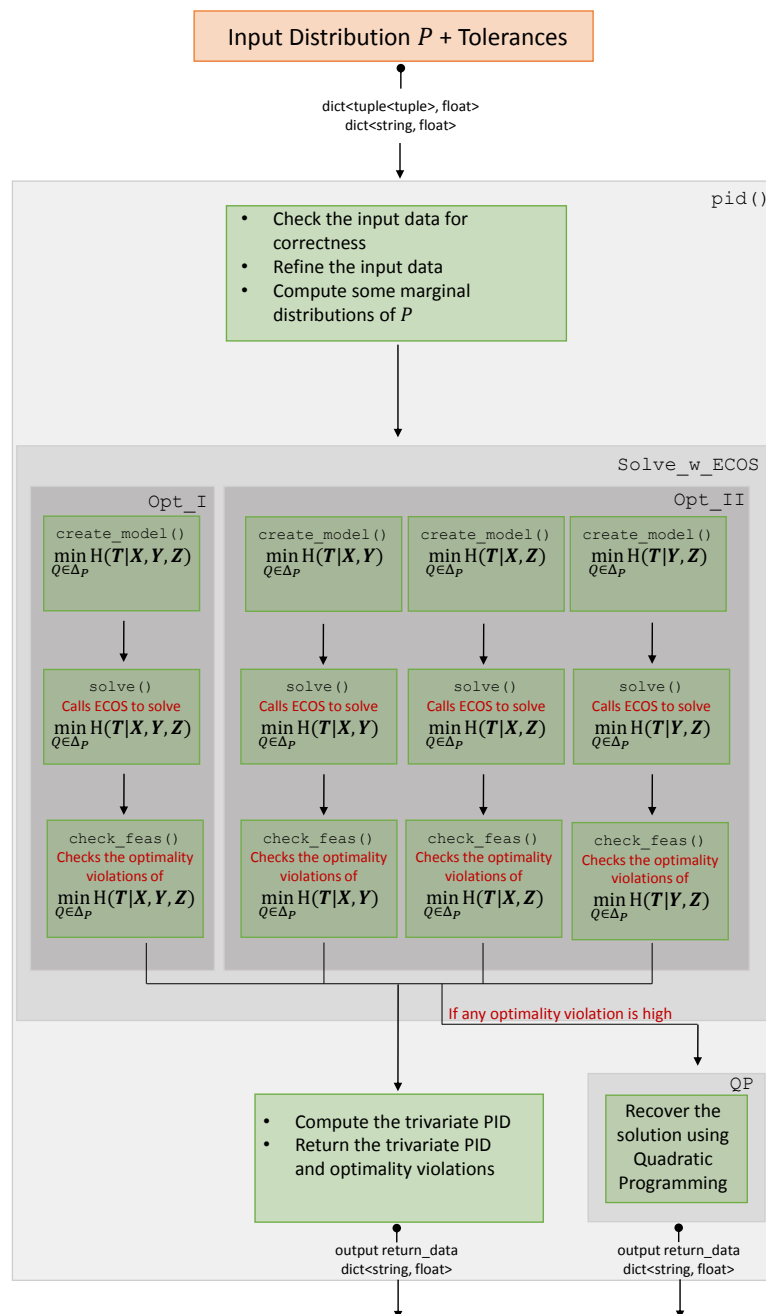 Input Distribution P + Tolerances
dict<tuple<tuple>, float>
dict<string, float>
pid()
• Check the input data for
correctness
• Refine the input data
• Compute some marginal
distributions of P
Solve_w_ECOS
Opt_I
create_model()
min H(T|X, Y, Z)
Q∈Δ_P
solve()
Calls ECOS to solve
min H(T|X, Y, Z)
Q∈Δ_P
check_feas()
Checks the optimality
violations of
min H(T|X, Y, Z)
Q∈Δ_P
Opt_II
create_model()
min H(T|X, Y)
Q∈Δ_P
solve()
Calls ECOS to solve
min H(T|X, Y)
Q∈Δ_P
check_feas()
Checks the optimality
violations of
min H(T|X, Y)
Q∈Δ_P
create_model()
min H(T|X, Z)
Q∈Δ_P
solve()
Calls ECOS to solve
min H(T|X, Z)
Q∈Δ_P
check_feas()
Checks the optimality
violations of
min H(T|X, Z)
Q∈Δ_P
create_model()
min H(T|Y, Z)
Q∈Δ_P
solve()
Calls ECOS to solve
min H(T|Y, Z)
Q∈Δ_P
check_feas()
Checks the optimality
violations of
min H(T|Y, Z)
Q∈Δ_P
If any optimality violation is high
• Compute the trivariate PID
• Return the trivariate PID
and optimality violations
output return_data
dict<string, float>
QP
Recover the
solution using
Quadratic
Programming
output return_data
dict<string, float>